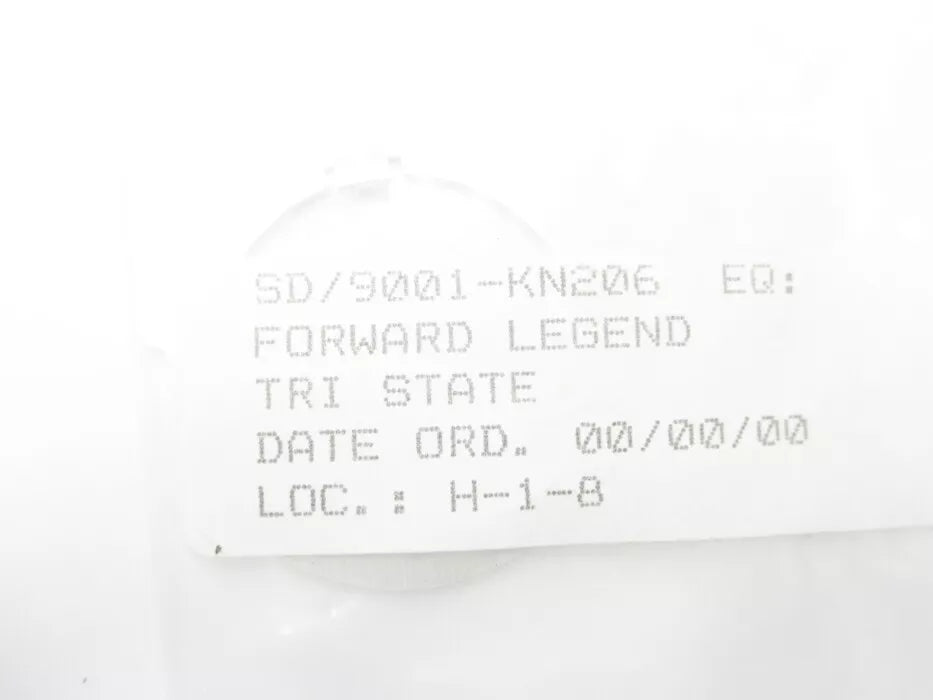 SD/9001-KN206 EQ:
FORWARD LEGEND
TRI STATE
DATE ORD. 00/00/00
LOC.: H-1-8